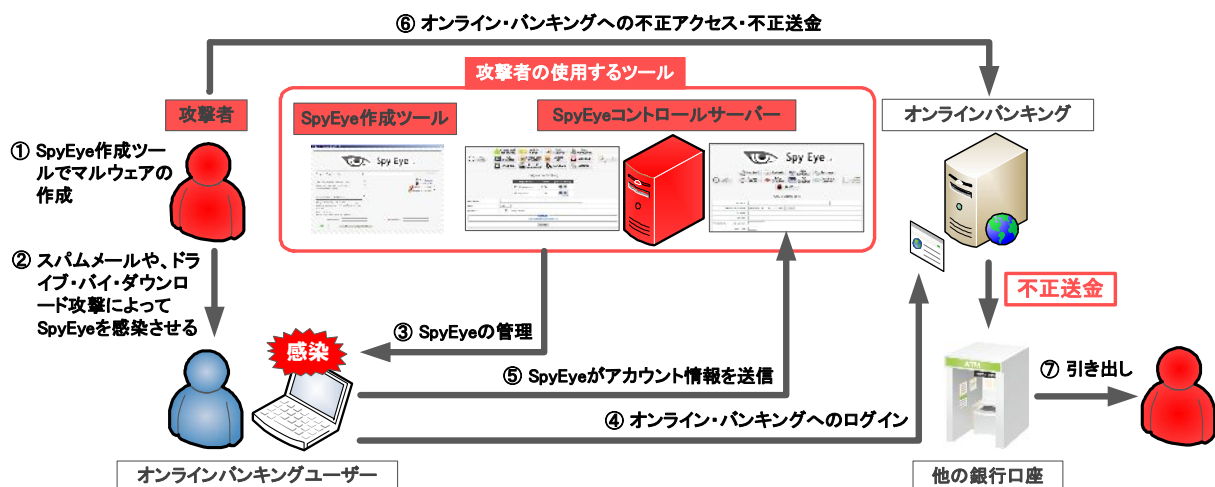 ⑥ オンライン・バンキングへの不正アクセス・不正送金
攻撃者の使用するツール
攻撃者
SpyEye作成ツール
SpyEyeコントロールサーバー
オンラインバンキング
① SpyEye作成ツー
ルでマルウェアの
作成
Spy Eye
Spy Eye
② スパムメールや、ドラ
イブ・バイ・ダウンロ
ード攻撃によって
SpyEyeを感染させる
不正送金
③ SpyEyeの管理
感染
ATM
⑤ SpyEyeがアカウント情報を送信
⑦ 引き出し
④ オンライン・バンキングへのログイン
オンラインバンキングユーザー
他の銀行口座